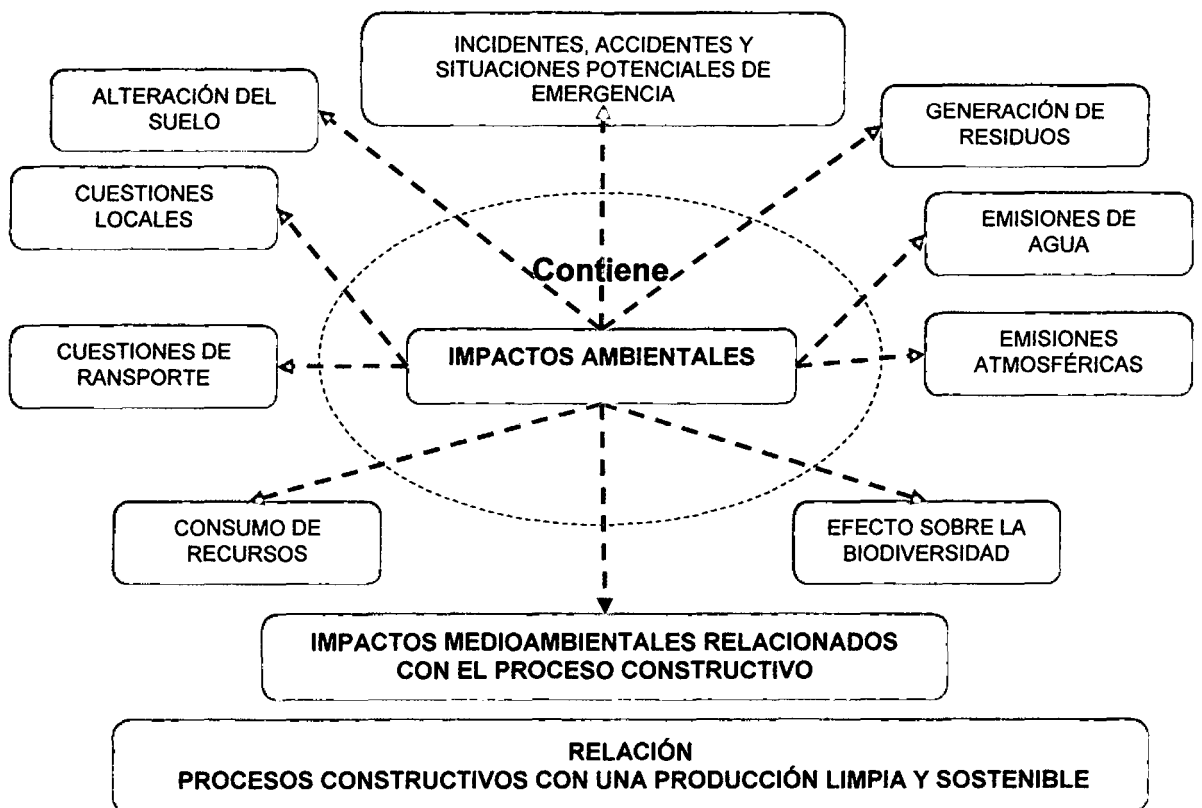 INCIDENTES, ACCIDENTES Y
SITUACIONES POTENCIALES DE
EMERGENCIA
ALTERACIÓN DEL
SUELO
GENERACIÓN DE
RESIDUOS
CUESTIONES
LOCALES
EMISIONES DE
AGUA
Contiene
CUESTIONES DE
RANSPORTE
IMPACTOS AMBIENTALES
EMISIONES
ATMOSFÉRICAS
CONSUMO DE
RECURSOS
EFECTO SOBRE LA
BIODIVERSIDAD
IMPACTOS MEDIOAMBIENTALES RELACIONADOS
CON EL PROCESO CONSTRUCTIVO
RELACIÓN
PROCESOS CONSTRUCTIVOS CON UNA PRODUCCIÓN LIMPIA Y SOSTENIBLE